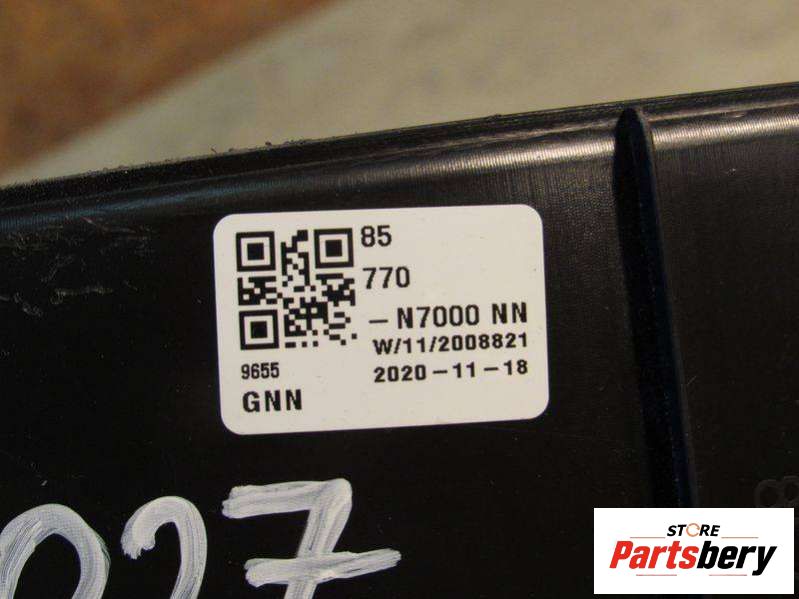 85
770
– N7000 NN
W/11/2008821
9655
2020-11-18
GNN
027
STORE
Partsbery